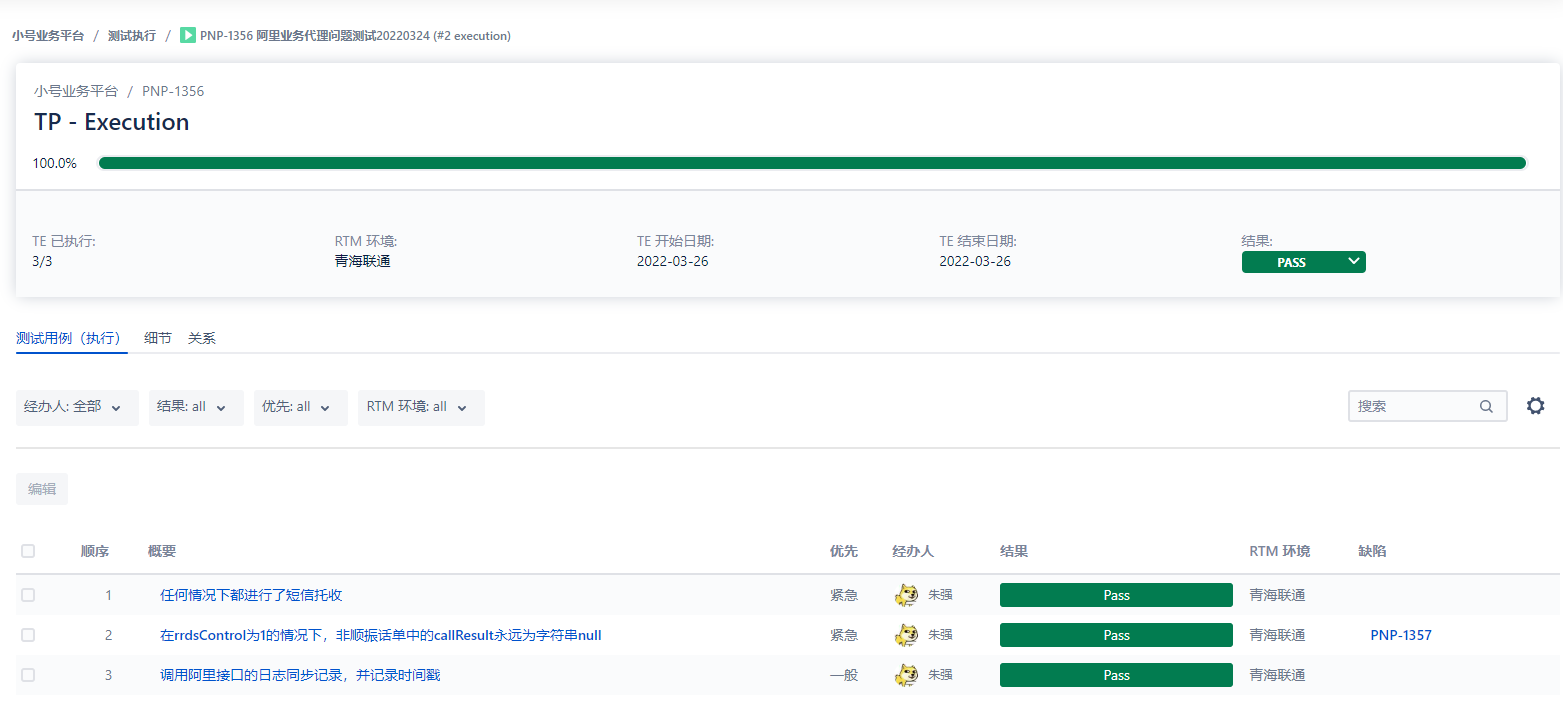 小号业务平台 / 测试执行 / PNP-1356 阿里业务代理问题测试20220324 (#2 execution)
小号业务平台 / PNP-1356
TP - Execution
100.0%
TE 已执行: RTM 环境: TE 开始日期: TE 结束日期: 结果:
3/3 青海联通 2022-03-26 2022-03-26 PASS
测试用例（执行） 细节 关系
经办人: 全部 结果: all 优先: all RTM 环境: all 搜索
编辑
顺序 概要 优先 经办人 结果 RTM 环境 缺陷
1 任何情况下都进行了短信托收 紧急 朱强 Pass 青海联通
2 在rrdsControl为1的情况下，非顺振话单中的callResult永远为字符串null 紧急 朱强 Pass 青海联通 PNP-1357
3 调用阿里接口的日志同步记录，并记录时间戳 一般 朱强 Pass 青海联通